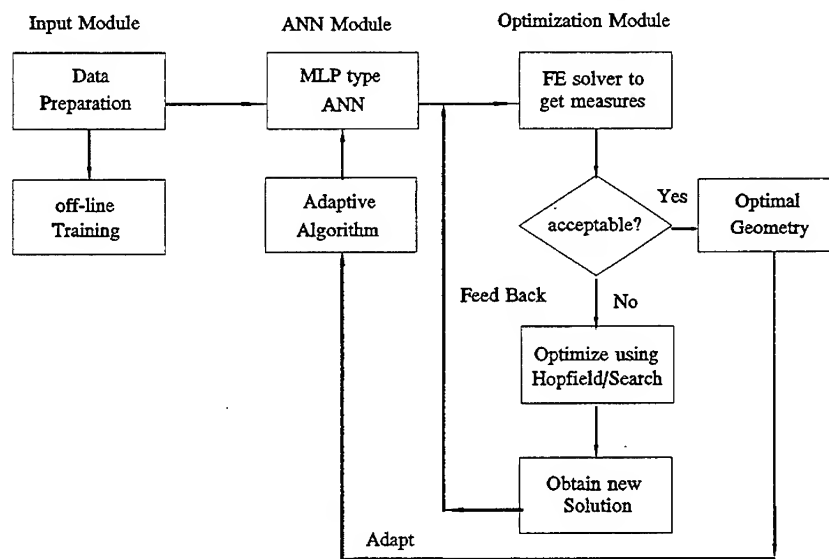 Input Module
ANN Module
Optimization Module
Data
Preparation
MLP type
ANN
FE solver to
get measures
off-line
Training
Adaptive
Algorithm
acceptable?
Yes
Optimal
Geometry
Feed Back
No
Optimize using
Hopfield/Search
Obtain new
Solution
Adapt